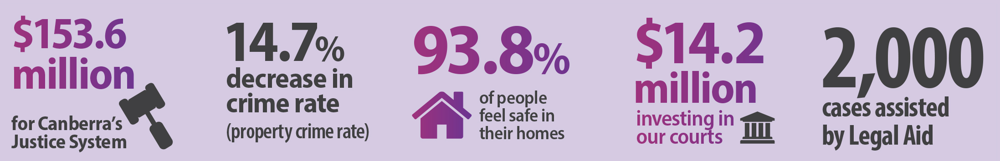 $153.6
million
for Canberra’s
Justice System
14.7%
decrease in
crime rate
(property crime rate)
93.8%
of people
feel safe in
their homes
$14.2
million
investing in
our courts
2,000
cases assisted
by Legal Aid